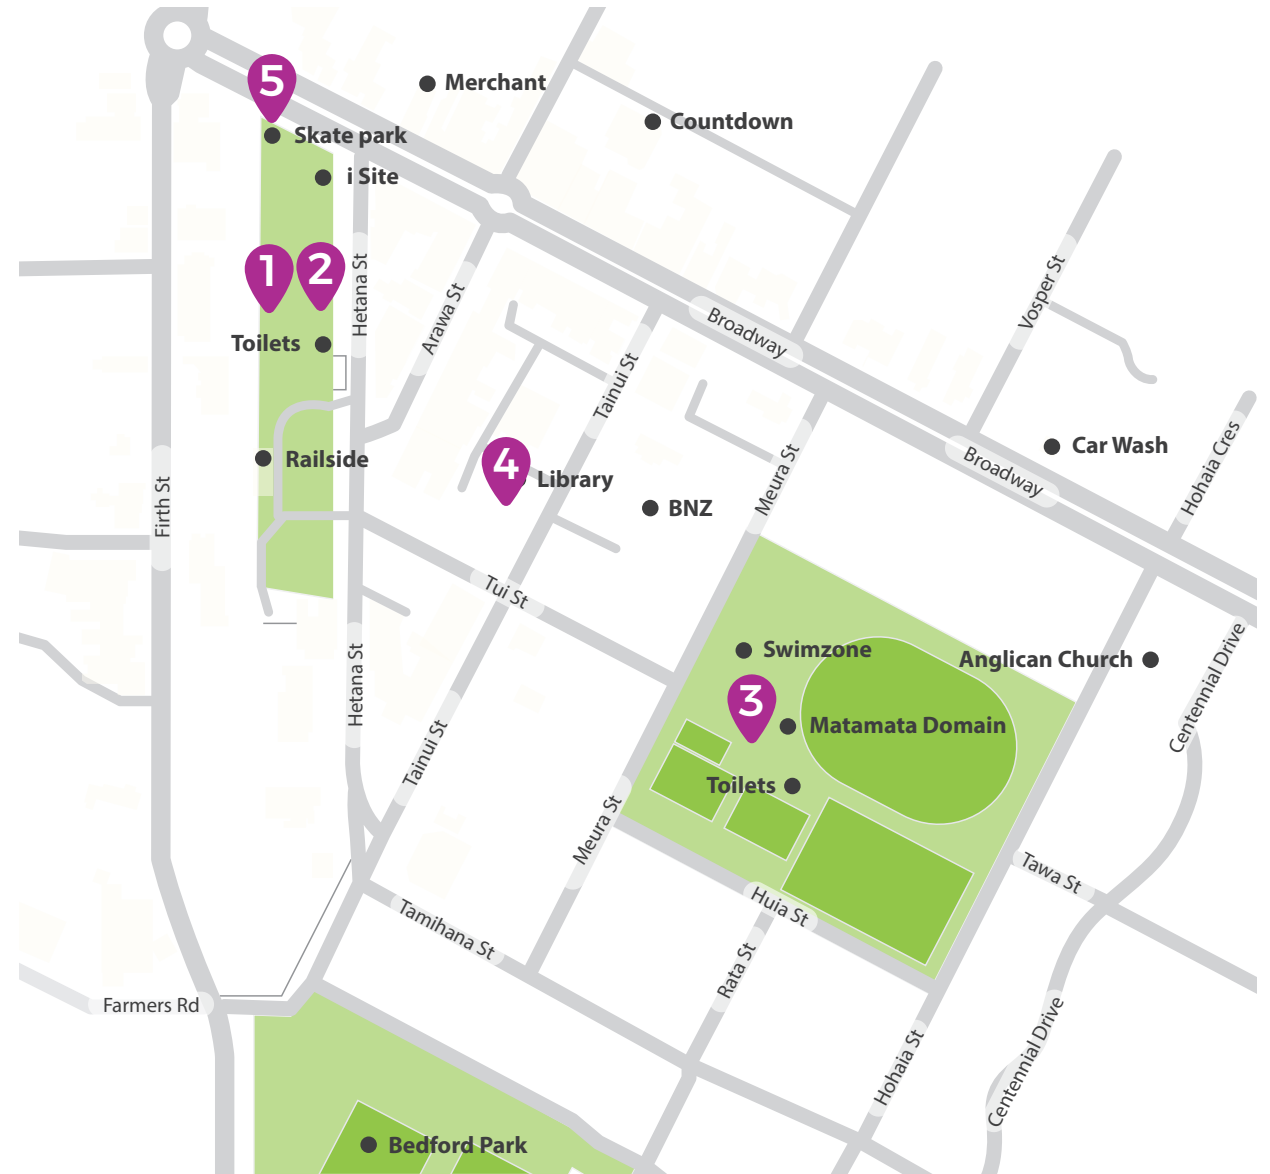 5
Merchant
Countdown
Skate park
i Site
1
2
Hetana St
Vosper St
Arawa St
Toilets
Broadway
Tainui St
Railside
4
Library
BNZ
Meura St
Car Wash
Broadway
Hohaia Cres
Firth St
Tui St
Swimzone
Anglican Church
Centennial Drive
Hetana St
3
Matamata Domain
Tainui St
Toilets
Meura St
Tawa St
Huia St
Tamihana St
Rata St
Farmers Rd
Hohaia St
Centennial Drive
Bedford Park